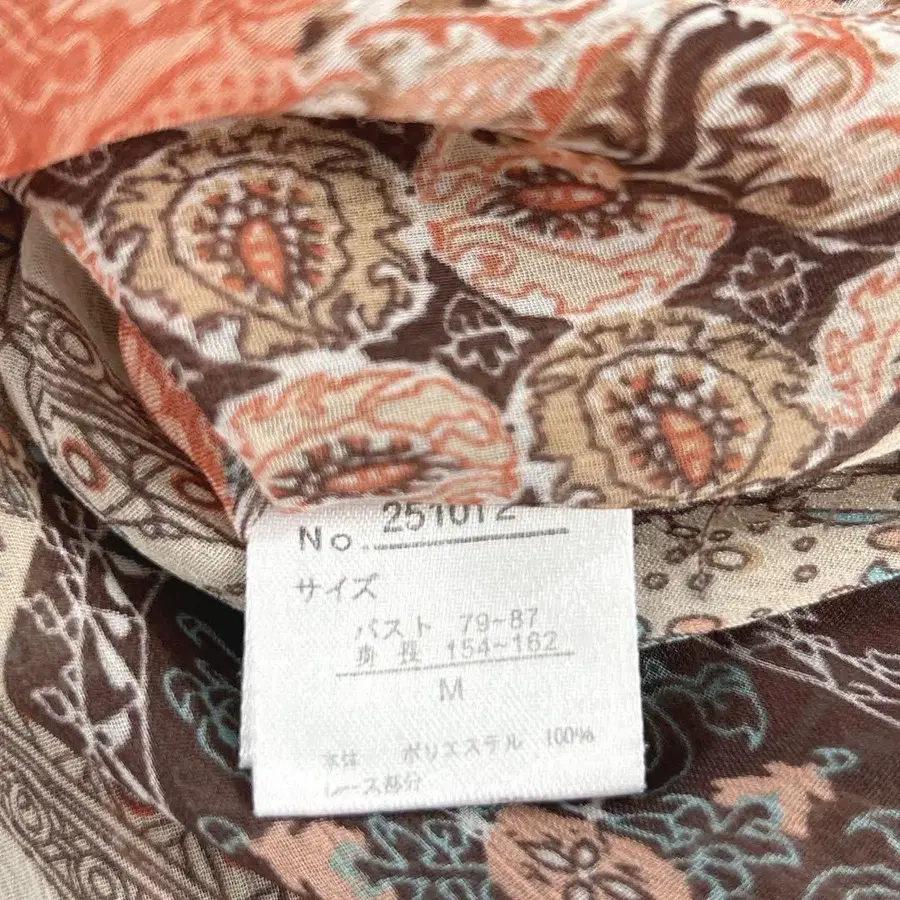 No. 251012
サイズ
バスト 79~87
身長 154~162
M
本体 ポリエステル 100%
レース部分